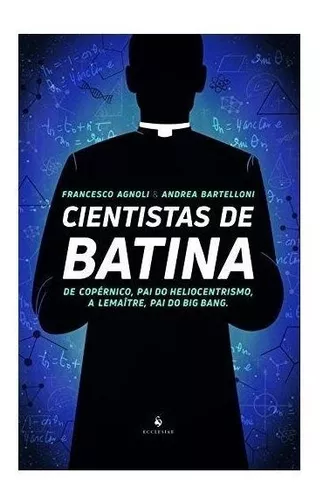 FRANCESCO AGNOLI & ANDREA BARTELLONI
CIENTISTAS DE
BATINA
DE COPÉRNICO, PAI DO HELIOCENTRISMO,
A LEMAÎTRE, PAI DO BIG BANG.
ECCLESIAE